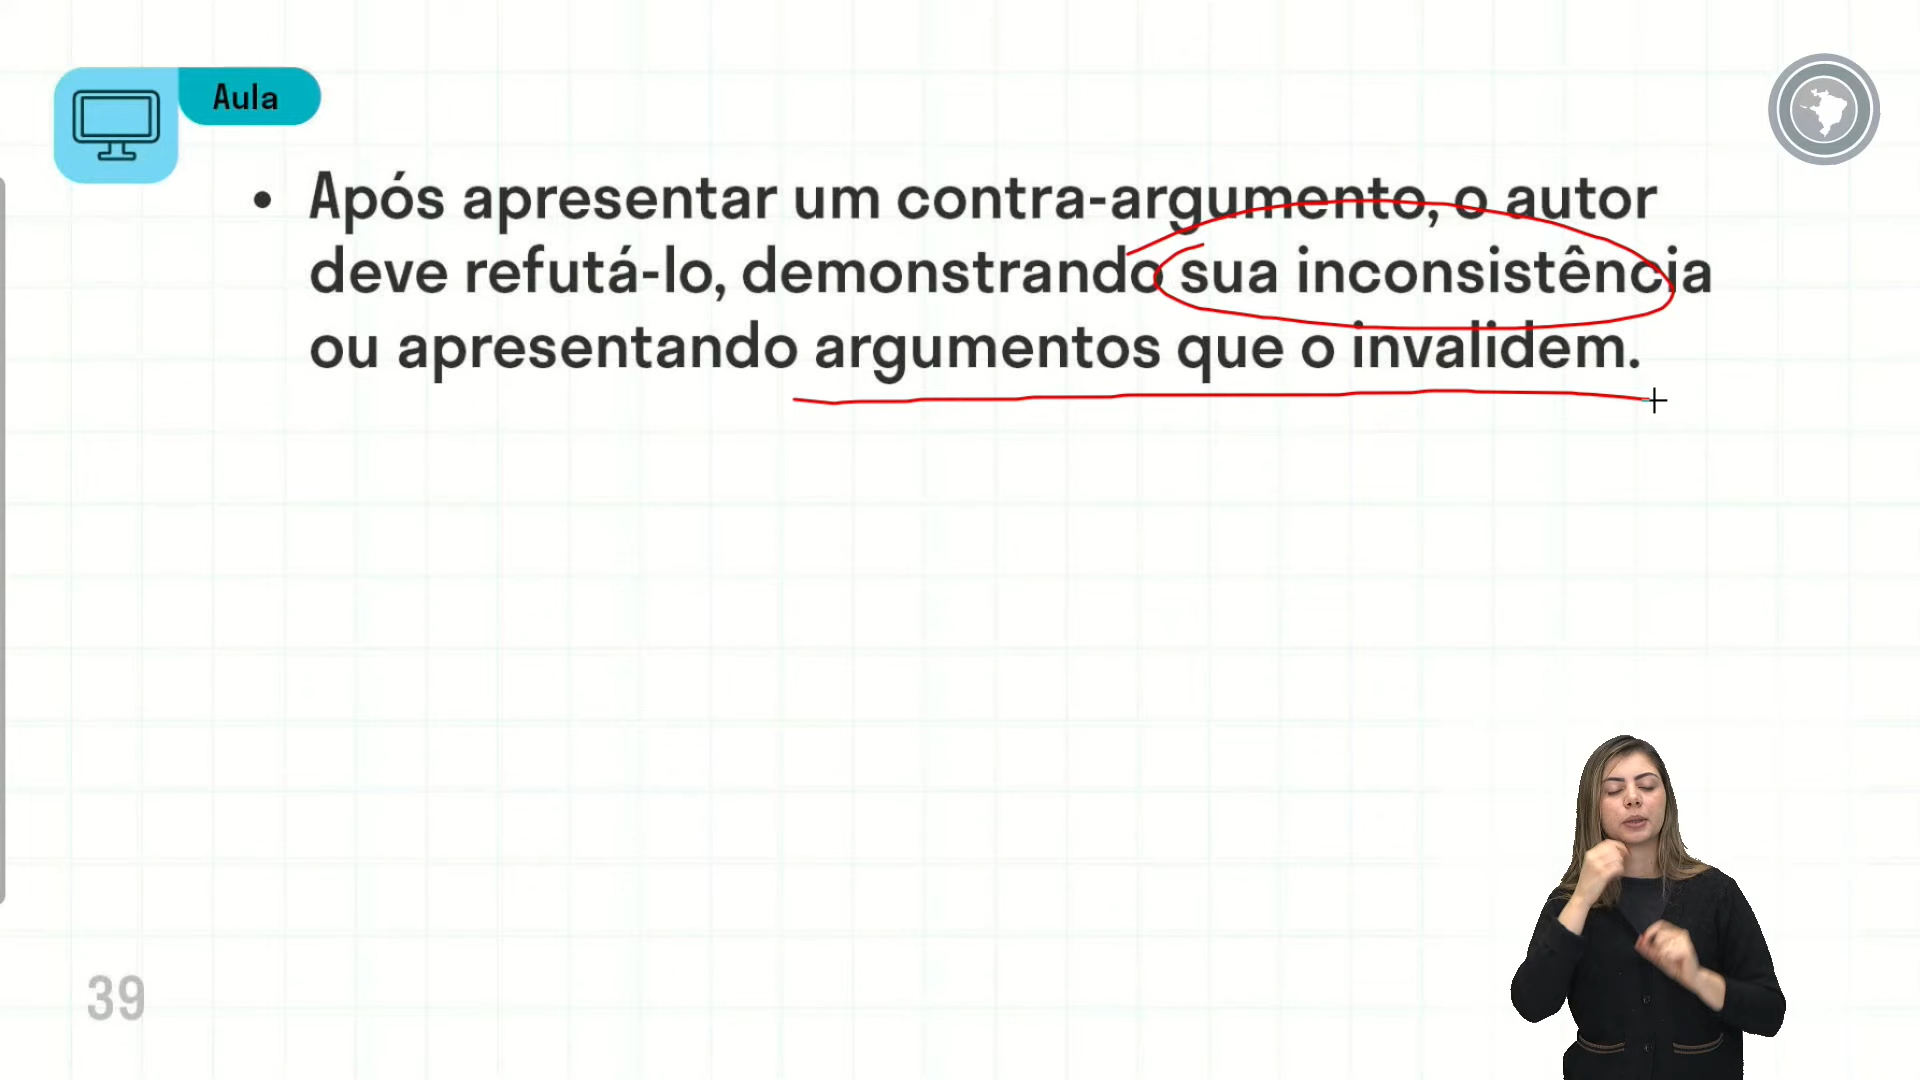 Aula
• Após apresentar um contra-argumento, o autor
deve refutá-lo, demonstrando sua inconsistência
ou apresentando argumentos que o invalidem.
39